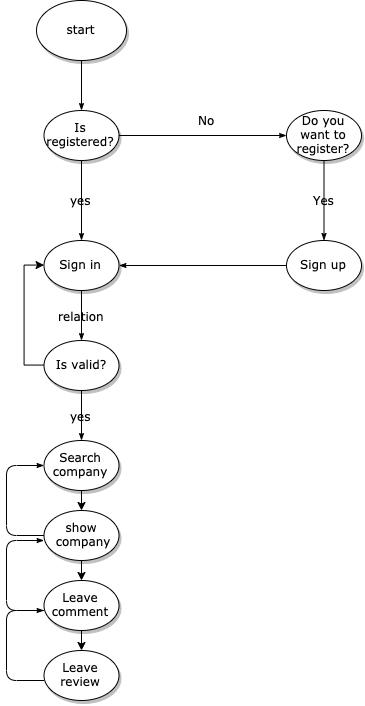 start
Is
registered?
No
Do you
want to
register?
yes
Yes
Sign in
Sign up
relation
Is valid?
yes
Search
company
show
company
Leave
comment
Leave
review